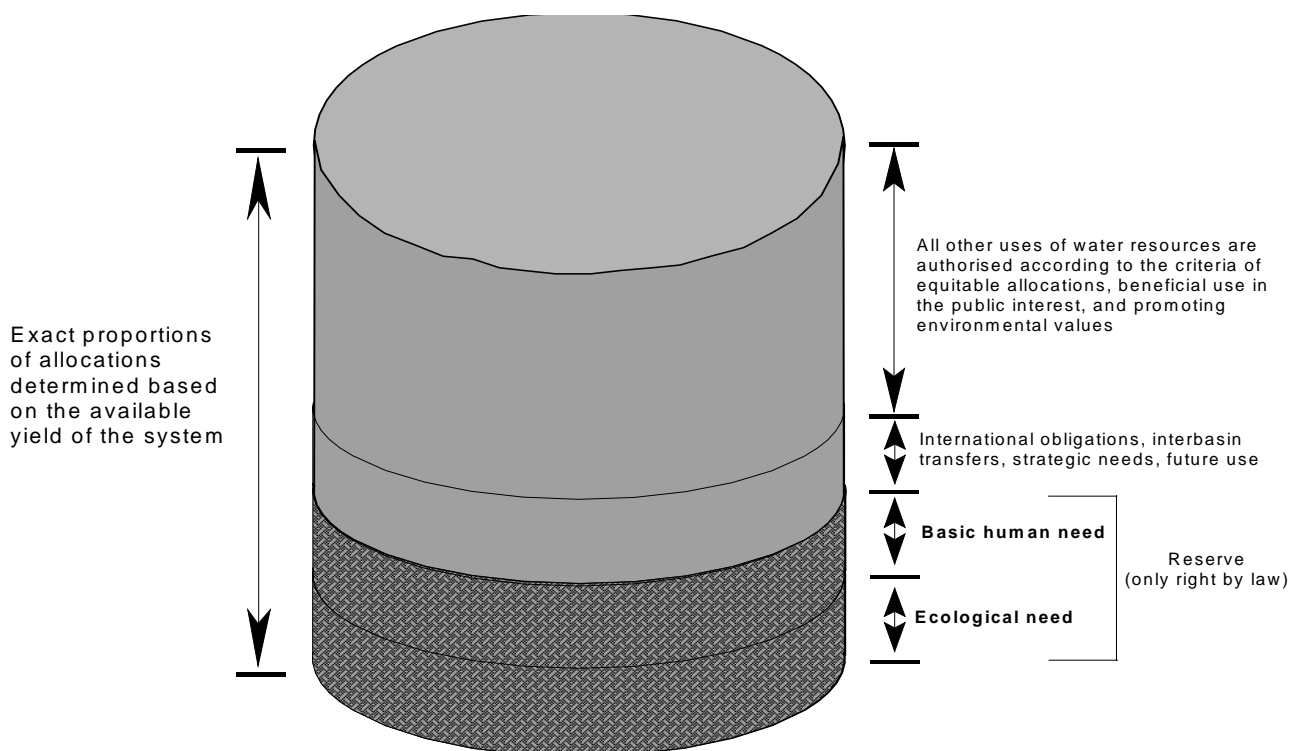 Exact proportions
of allocations
determined based
on the available
yield of the system
All other uses of water resources are
authorised according to the criteria of
equitable allocations, beneficial use in
the public interest, and promoting
environmental values
International obligations, interbasin
transfers, strategic needs, future use
Basic human need
Reserve
(only right by law)
Ecological need